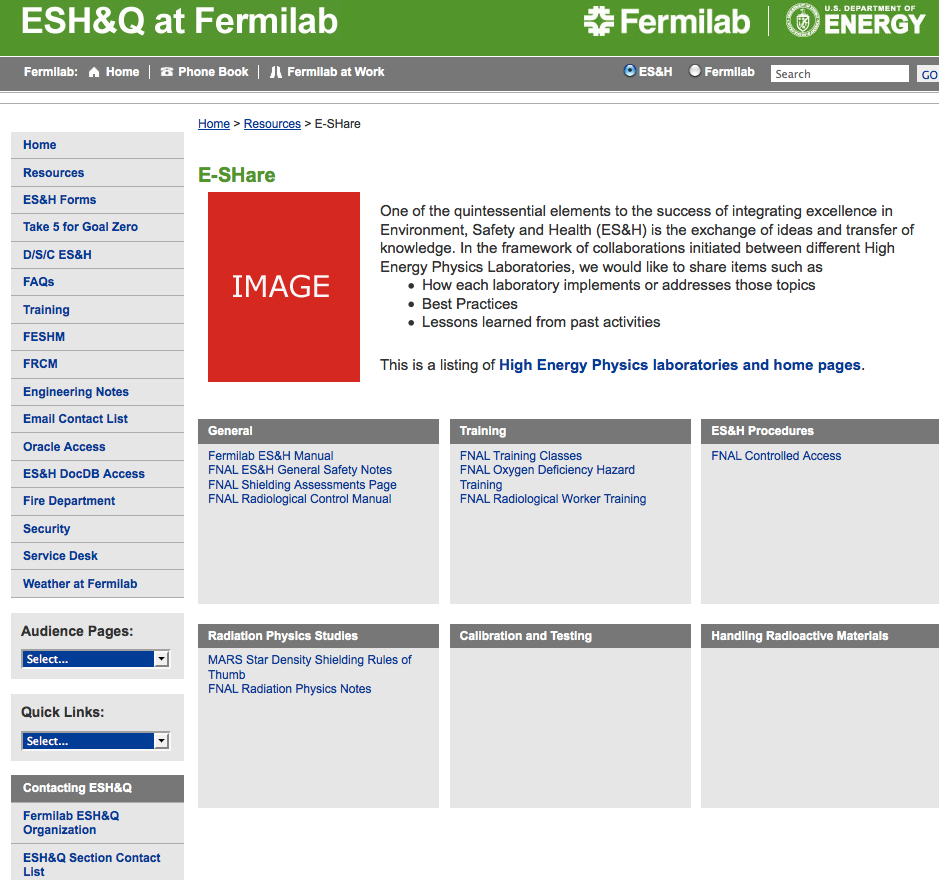 ESH&Q at Fermilab
Fermilab
U.S. DEPARTMENT OF
ENERGY
Fermilab: Home Phone Book Fermilab at Work
ES&H Fermilab Search GO
Home > Resources > E-SHare
Home
Resources
ES&H Forms
Take 5 for Goal Zero
D/S/C ES&H
FAQs
Training
FESHM
FRCM
Engineering Notes
Email Contact List
Oracle Access
ES&H DocDB Access
Fire Department
Security
Service Desk
Weather at Fermilab
Audience Pages:
Select...
Quick Links:
Select...
Contacting ESH&Q
Fermilab ESH&Q
Organization
ESH&Q Section Contact
List
E-SHare
IMAGE
One of the quintessential elements to the success of integrating excellence in
Environment, Safety and Health (ES&H) is the exchange of ideas and transfer of
knowledge. In the framework of collaborations initiated between different High
Energy Physics Laboratories, we would like to share items such as
• How each laboratory implements or addresses those topics
• Best Practices
• Lessons learned from past activities
This is a listing of High Energy Physics laboratories and home pages.
General
Fermilab ES&H Manual
FNAL ES&H General Safety Notes
FNAL Shielding Assessments Page
FNAL Radiological Control Manual
Training
FNAL Training Classes
FNAL Oxygen Deficiency Hazard
Training
FNAL Radiological Worker Training
ES&H Procedures
FNAL Controlled Access
Radiation Physics Studies
MARS Star Density Shielding Rules of
Thumb
FNAL Radiation Physics Notes
Calibration and Testing
Handling Radioactive Materials